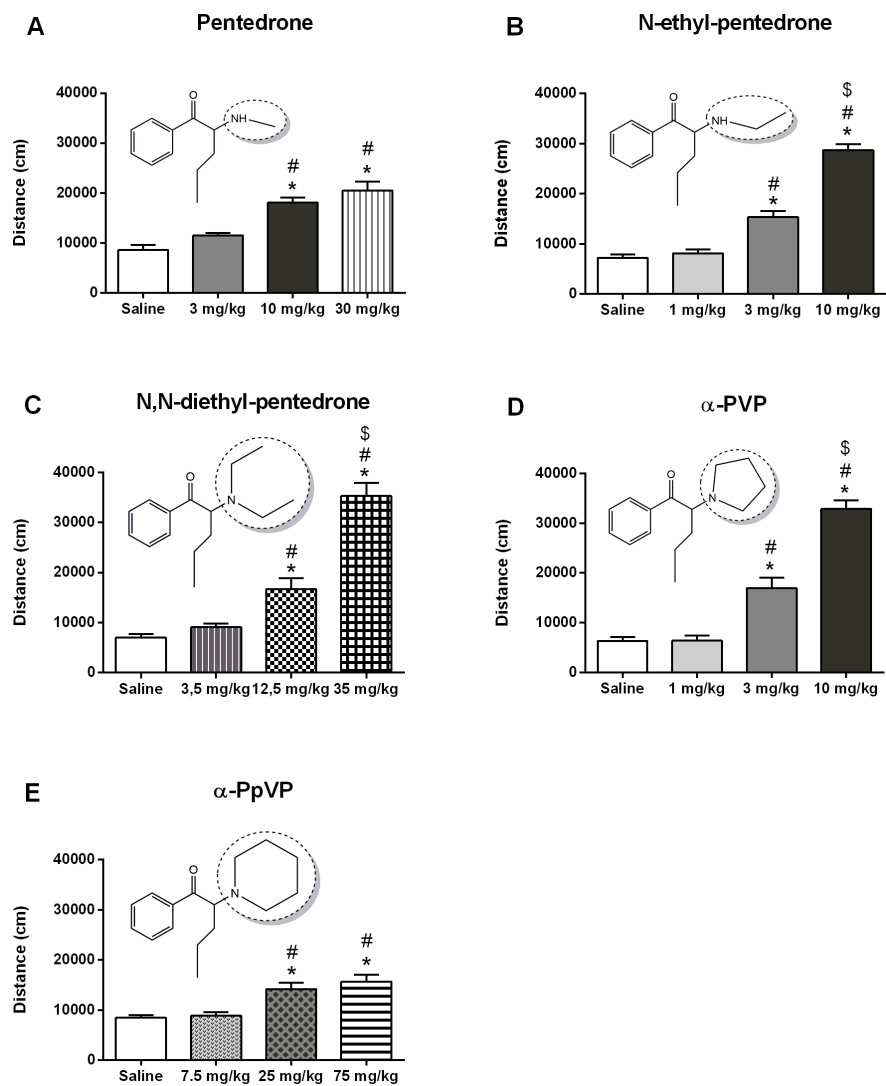 A
Pentedrone
Distance (cm)
40000
30000
20000
10000
0
O
NH
#
*
#
*
Saline 3 mg/kg 10 mg/kg 30 mg/kg
B
N-ethyl-pentedrone
Distance (cm)
40000
30000
20000
10000
0
O
NH
#
*
$
#
*
Saline 1 mg/kg 3 mg/kg 10 mg/kg
C
N,N-diethyl-pentedrone
Distance (cm)
40000
30000
20000
10000
0
O
N
#
*
$
#
*
Saline 3,5 mg/kg 12,5 mg/kg 35 mg/kg
D
α-PVP
Distance (cm)
40000
30000
20000
10000
0
O
N
#
*
$
#
*
Saline 1 mg/kg 3 mg/kg 10 mg/kg
E
α-PpVP
Distance (cm)
40000
30000
20000
10000
0
O
N
#
*
#
*
Saline 7.5 mg/kg 25 mg/kg 75 mg/kg